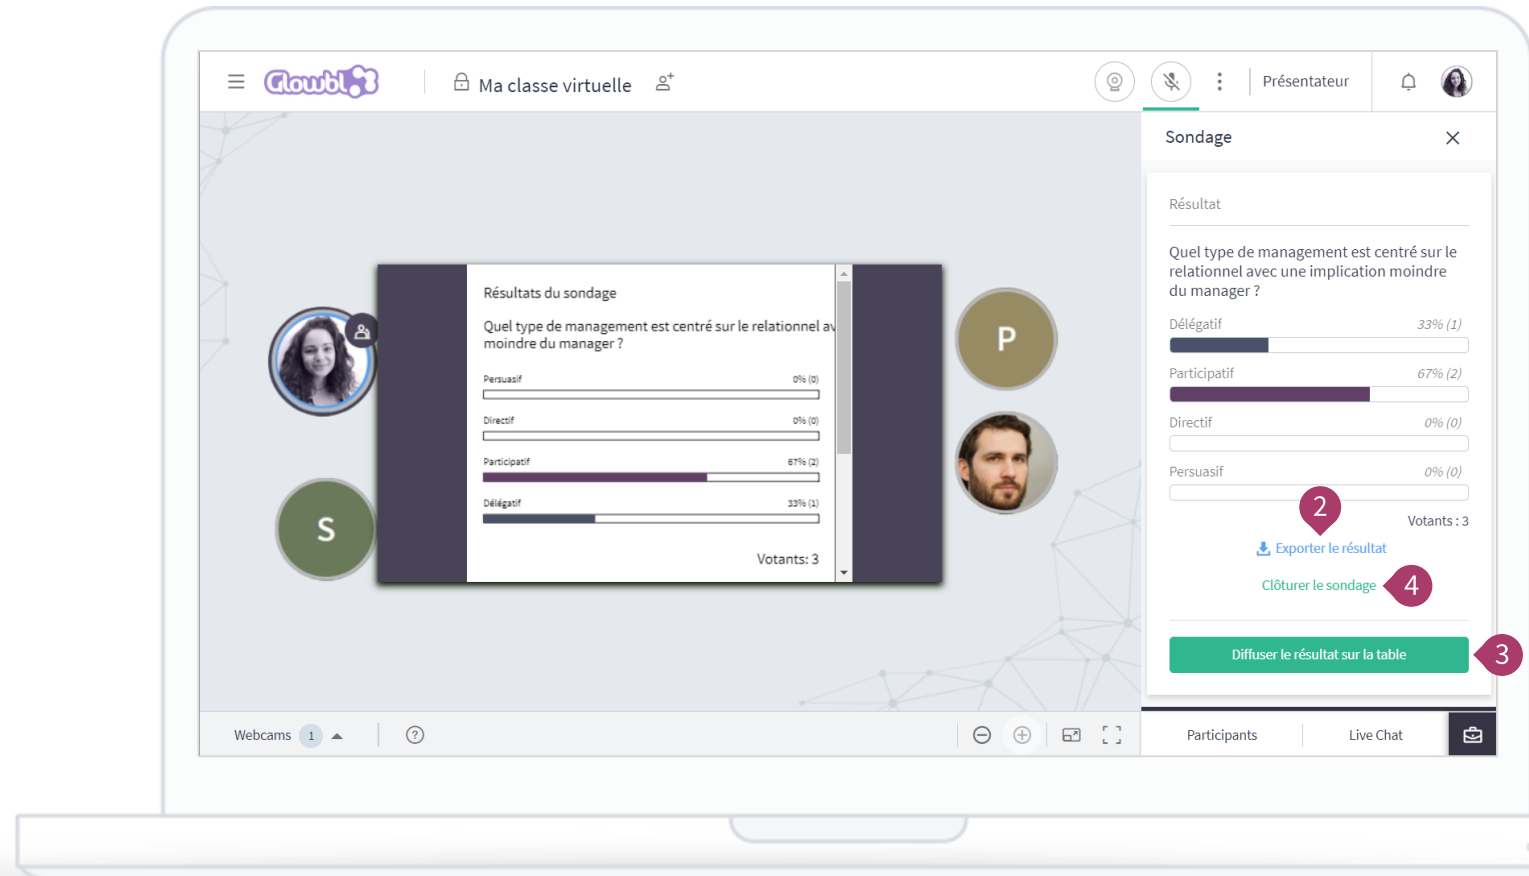 Glowbl
Ma classe virtuelle
Présentateur
Résultats du sondage
Quel type de management est centré sur le relationnel av
moindre du manager ?
Persuasif 0% (0)
Directif 0% (0)
Participatif 67% (2)
Délégatif 33% (1)
Votants: 3
P
S
Sondage
Résultat
Quel type de management est centré sur le
relationnel avec une implication moindre
du manager ?
Délégatif 33% (1)
Participatif 67% (2)
Directif 0% (0)
Persuasif 0% (0)
2
Votants : 3
Exporter le résultat
Clôturer le sondage 4
Diffuser le résultat sur la table 3
Webcams 1
?
Participants Live Chat